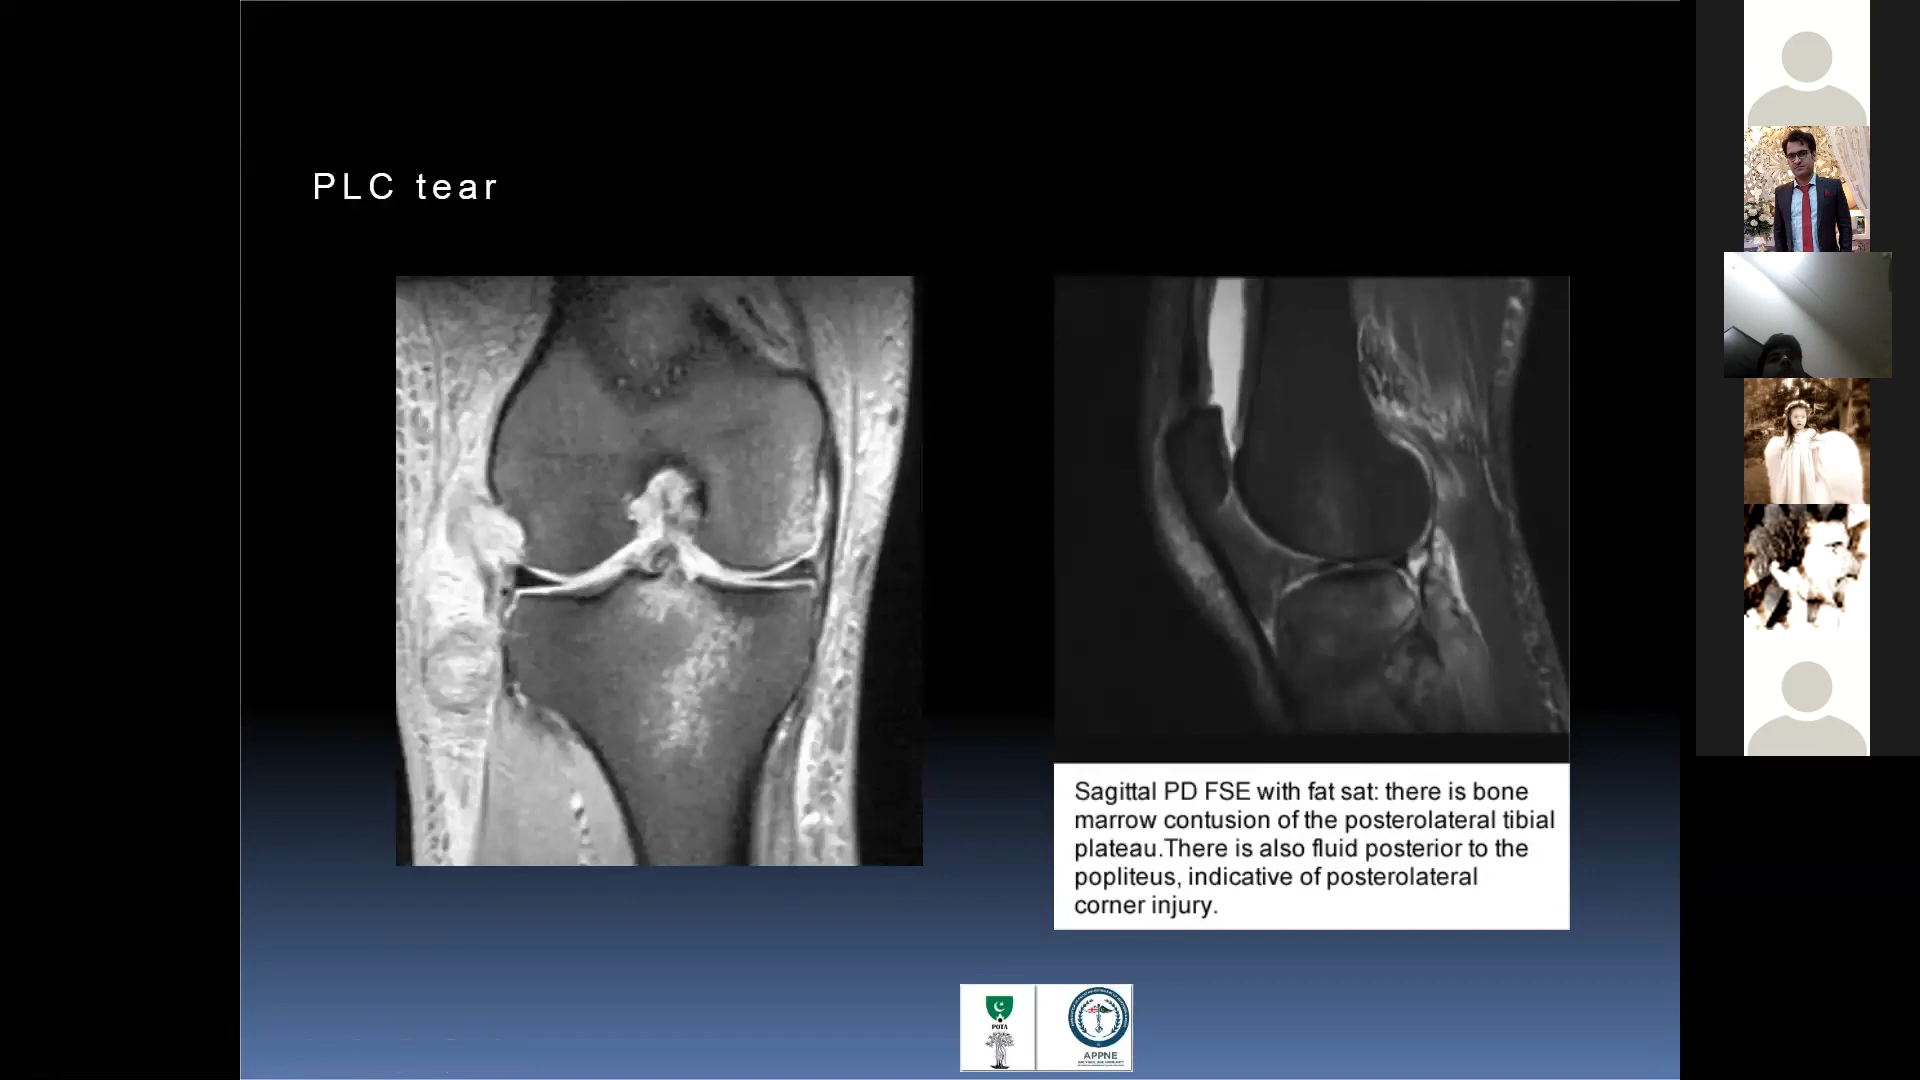 PLC tear
Sagittal PD FSE with fat sat: there is bone
marrow contusion of the posterolateral tibial
plateau.There is also fluid posterior to the
popliteus, indicative of posterolateral
corner injury.
POTA
APPNE